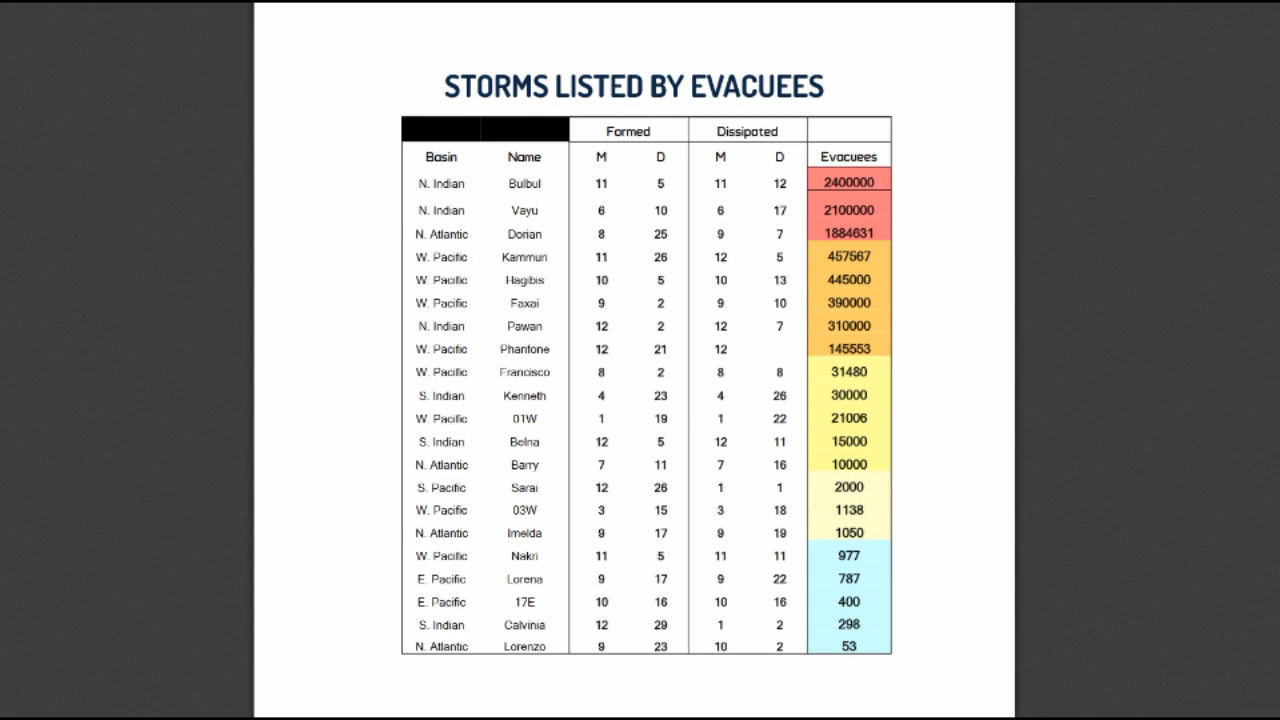 STORMS LISTED BY EVACUEES
Formed Dissipated
Basin Name M D M D Evacuees
N. Indian Bulbul 11 5 11 12 2400000
N. Indian Vayu 6 10 6 17 2100000
N. Atlantic Dorian 8 25 9 7 1884631
W. Pacific Kammuri 11 26 12 5 457567
W. Pacific Hagibis 10 5 10 13 445000
W. Pacific Faxai 9 2 9 10 390000
N. Indian Pawan 12 2 12 7 310000
W. Pacific Phanfone 12 21 12 145553
W. Pacific Francisco 8 2 8 8 31480
S. Indian Kenneth 4 23 4 26 30000
W. Pacific 01W 1 19 1 22 21006
S. Indian Belna 12 5 12 11 15000
N. Atlantic Barry 7 11 7 16 10000
S. Pacific Sarai 12 26 1 1 2000
W. Pacific 03W 3 15 3 18 1138
N. Atlantic Imelda 9 17 9 19 1050
W. Pacific Nakri 11 5 11 11 977
E. Pacific Lorena 9 17 9 22 787
E. Pacific 17E 10 16 10 16 400
S. Indian Calvinia 12 29 1 2 298
N. Atlantic Lorenzo 9 23 10 2 53